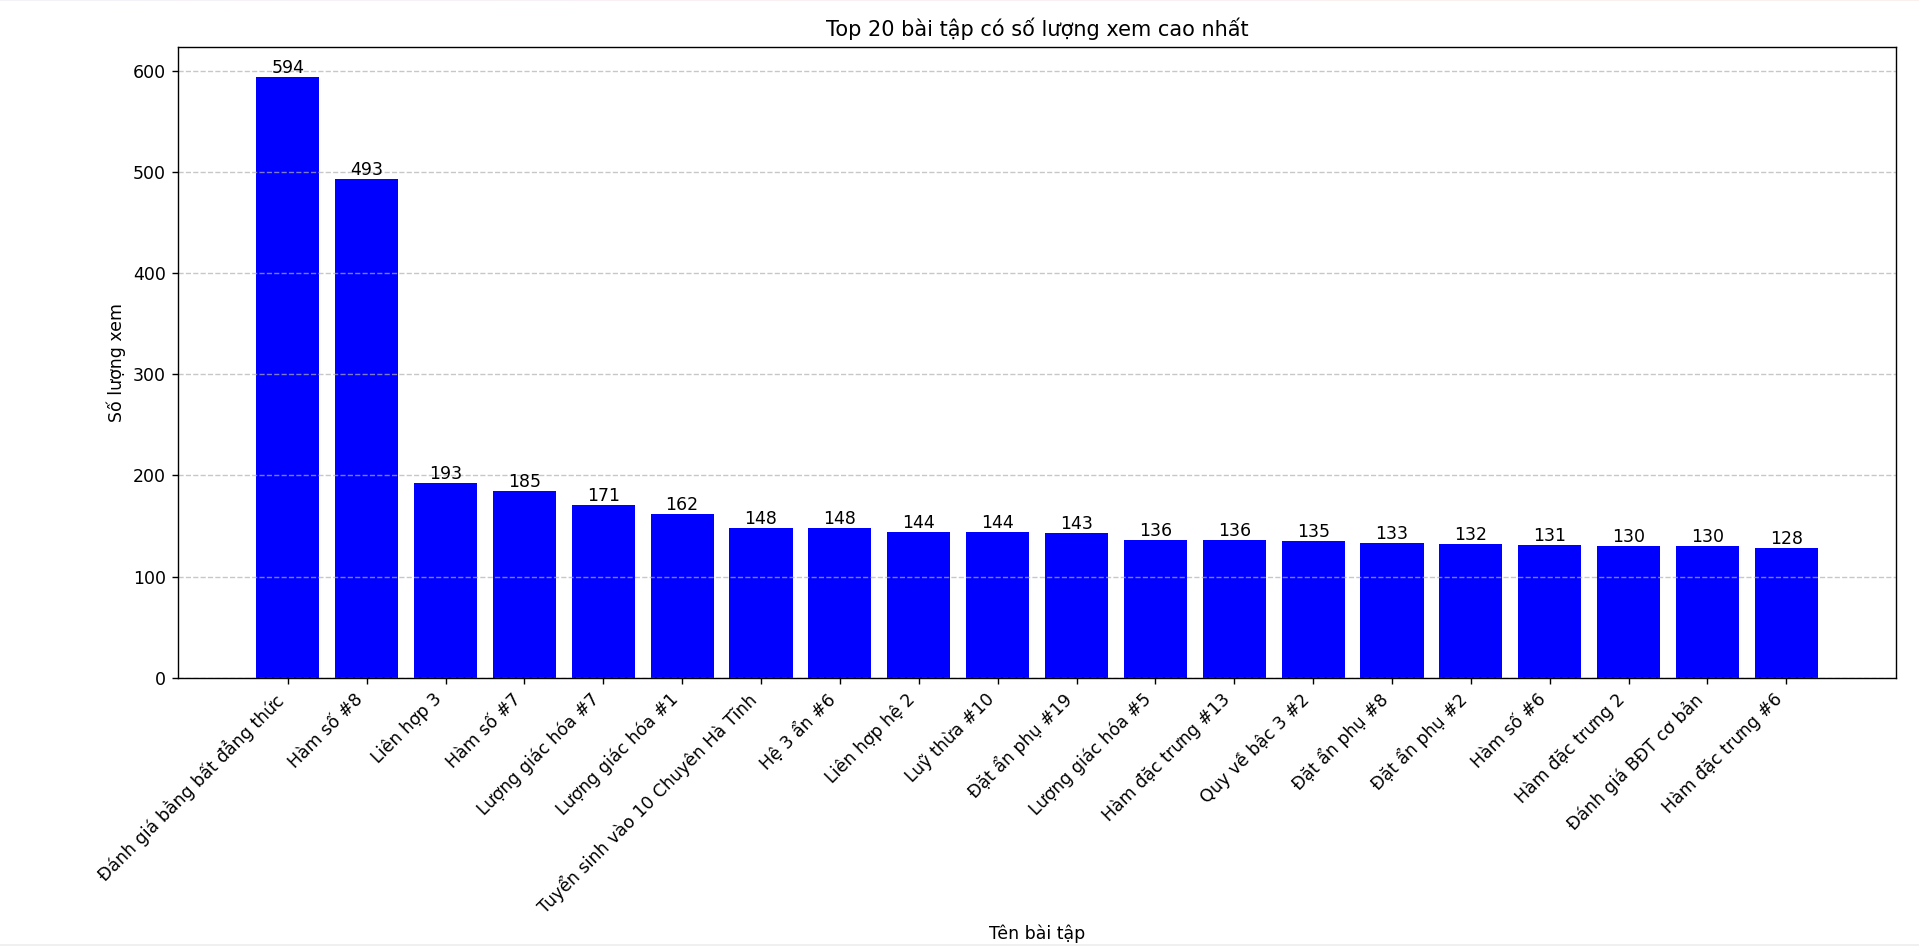 Top 20 bài tập có số lượng xem cao nhất
Số lượng xem
600
500
400
300
200
100
0
594
493
193
185
171
162
148
148
144
144
143
136
136
135
133
132
131
130
130
128
Đánh giá bằng bất đẳng thức
Hàm số #8
Liên hợp 3
Hàm số #7
Lượng giác hóa #7
Lượng giác hóa #1
Tuyển sinh vào 10 Chuyên Hà Tĩnh
Hệ 3 ẩn #6
Liên hợp hệ 2
Luỹ thừa #10
Đặt ẩn phụ #19
Lượng giác hóa #5
Hàm đặc trưng #13
Quy về bậc 3 #2
Đặt ẩn phụ #8
Đặt ẩn phụ #2
Hàm số #6
Hàm đặc trưng 2
Đánh giá BĐT cơ bản
Hàm đặc trưng #6
Tên bài tập